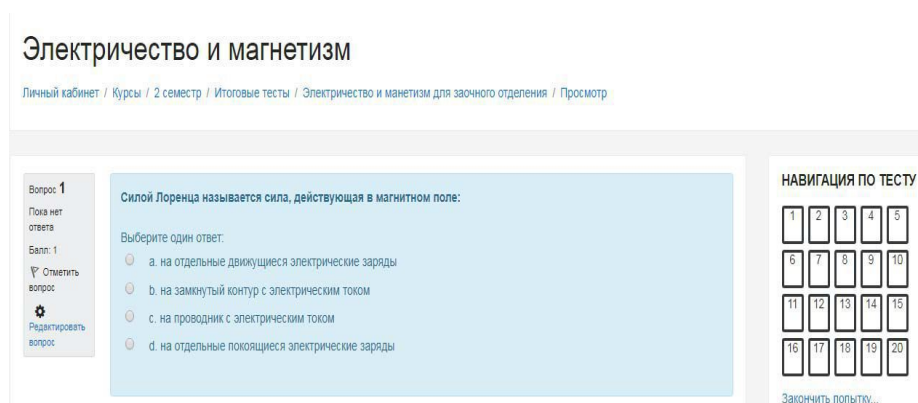 Электричество и магнетизм
Личный кабинет / Курсы / 2 семестр / Итоговые тесты / Электричество и манетизм для заочного отделения / Просмотр
Вопрос 1
Пока нет
ответа
Балл: 1
Отметить
вопрос
Редактировать
вопрос
Силой Лоренца называется сила, действующая в магнитном поле:
Выберите один ответ:
a. на отдельные движущиеся электрические заряды
b. на замкнутый контур с электрическим током
c. на проводник с электрическим током
d. на отдельные покоящиеся электрические заряды
НАВИГАЦИЯ ПО ТЕСТУ
1 2 3 4 5
6 7 8 9 10
11 12 13 14 15
16 17 18 19 20
Закончить попытку...